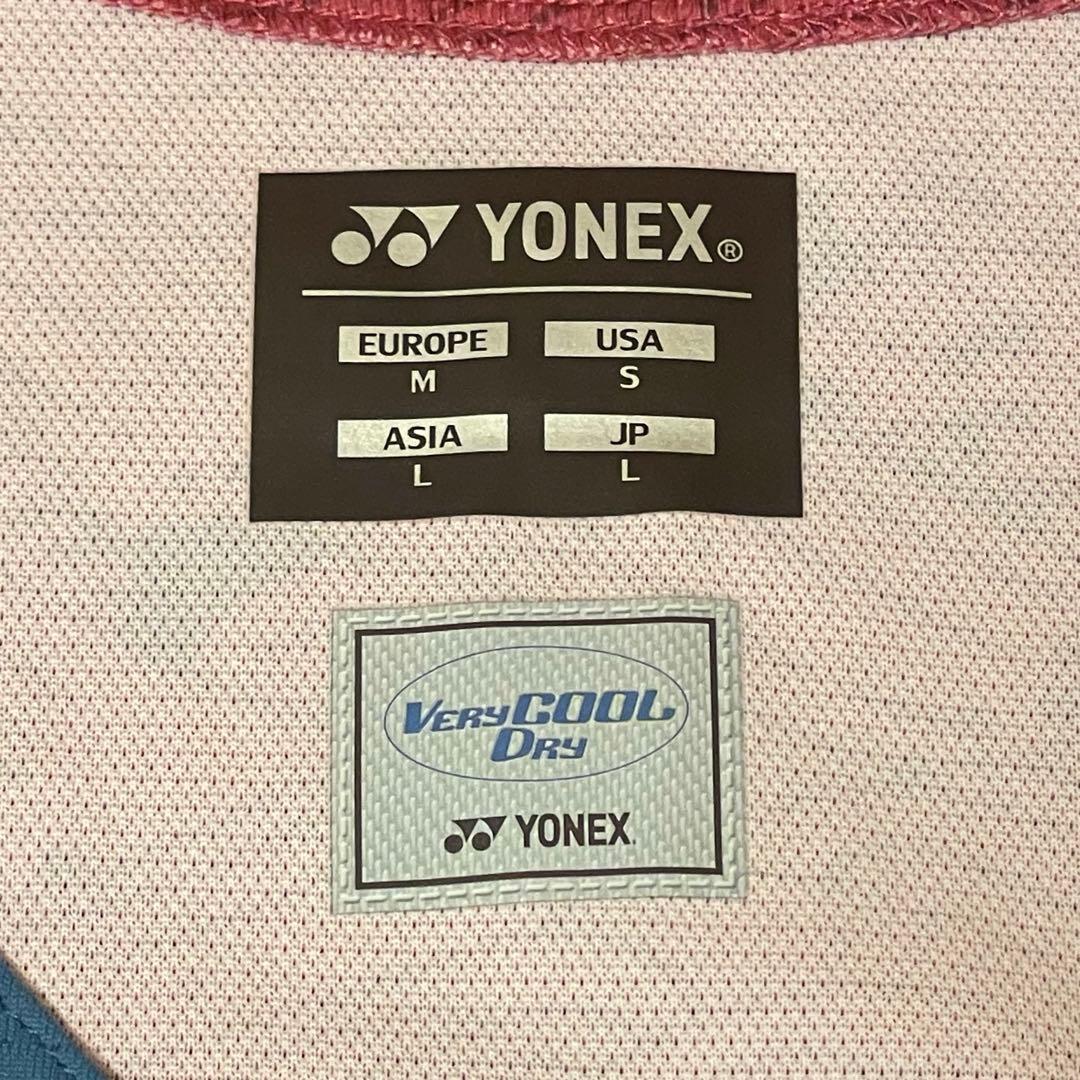 YONEX®
EUROPE USA
M S
ASIA JP
L L
VERY COOL
DRY
YONEX